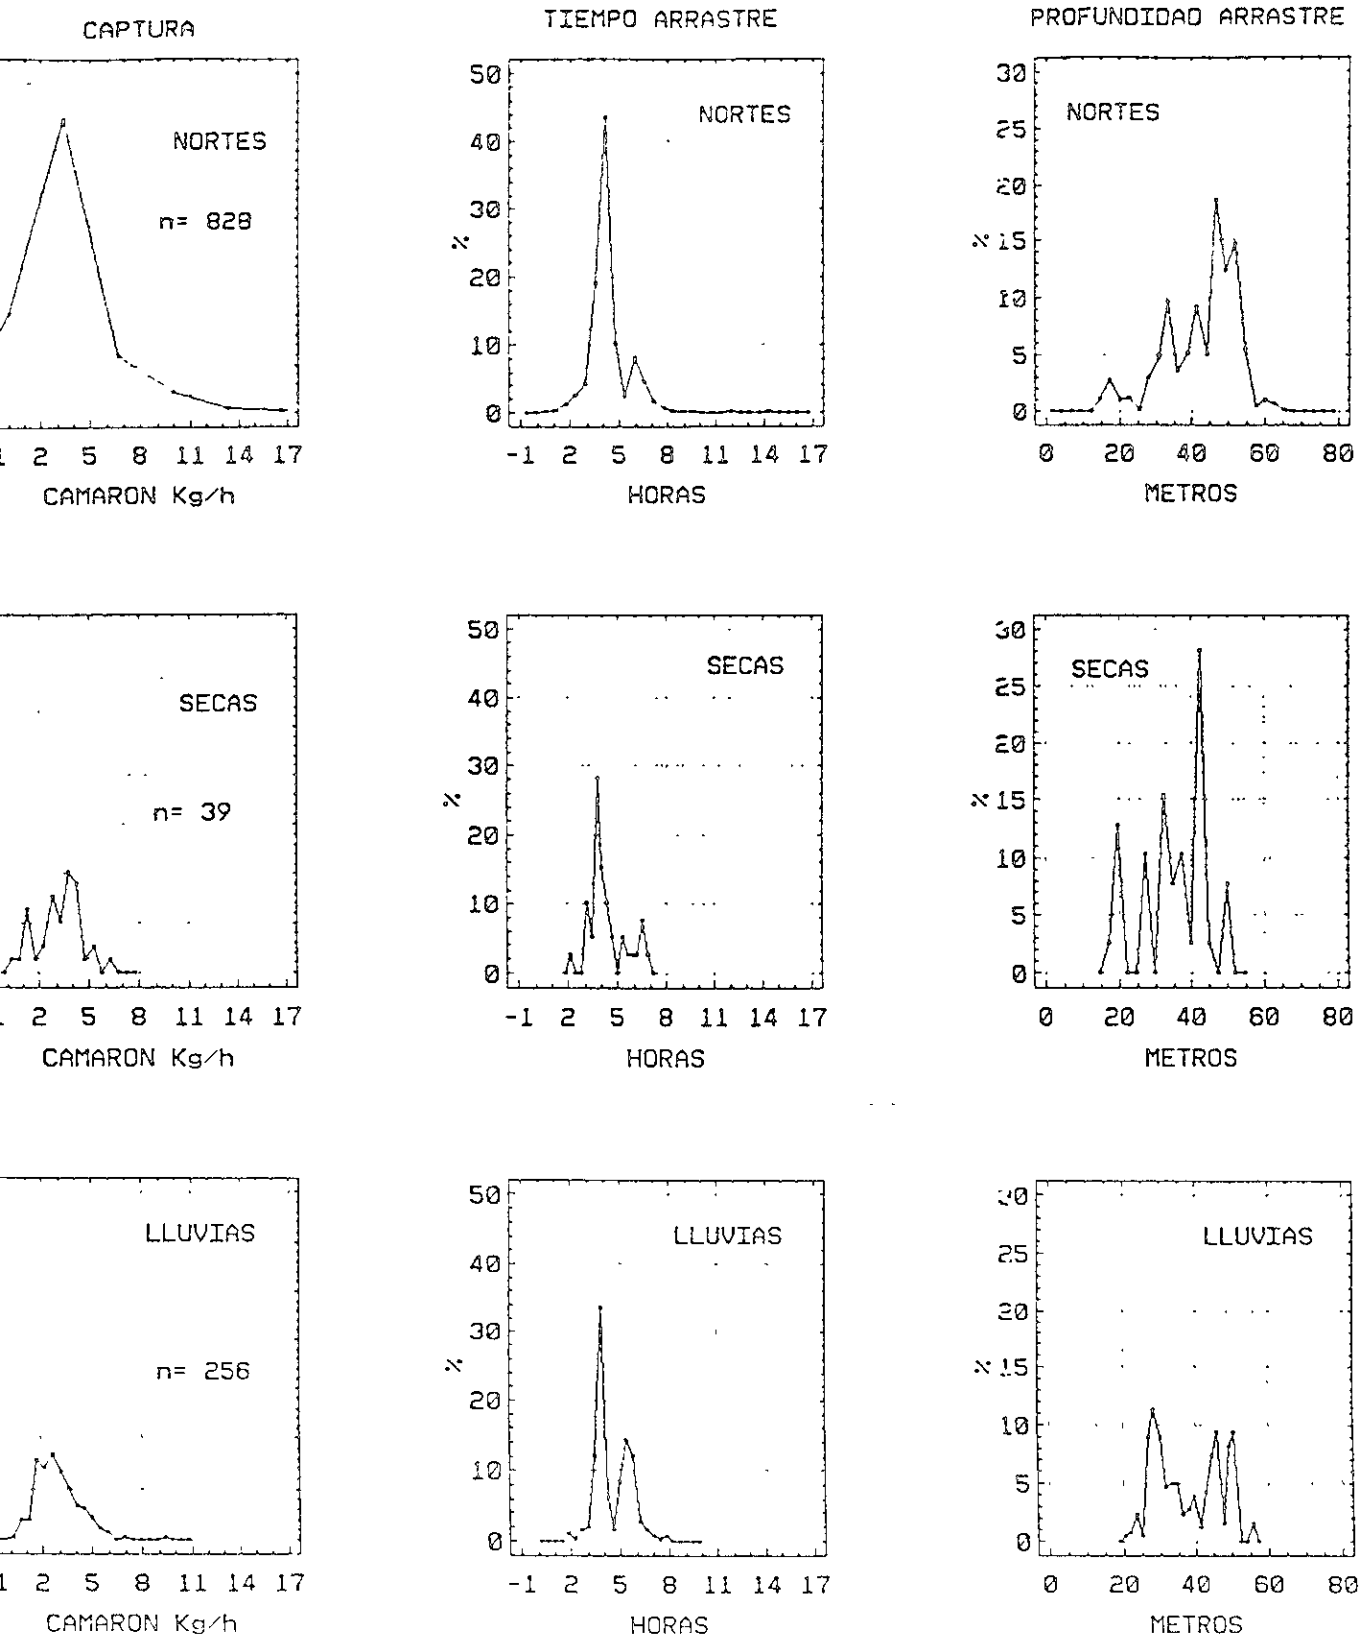 CAPTURA
TIEMPO ARRASTRE
PROFUNDIDAD ARRASTRE
NORTES
n= 828
2 5 8 11 14 17
CAMARON Kg/h
50
40
30
20
10
0
%
NORTES
-1 2 5 8 11 14 17
HORAS
30
25
20
15
10
5
0
%
NORTES
0 20 40 60 80
METROS
SECAS
n= 39
2 5 8 11 14 17
CAMARON Kg/h
50
40
30
20
10
0
%
SECAS
-1 2 5 8 11 14 17
HORAS
30
25
20
15
10
5
0
%
SECAS
0 20 40 60 80
METROS
LLUVIAS
n= 256
2 5 8 11 14 17
CAMARON Kg/h
50
40
30
20
10
0
%
LLUVIAS
-1 2 5 8 11 14 17
HORAS
30
25
20
15
10
5
0
%
LLUVIAS
0 20 40 60 80
METROS